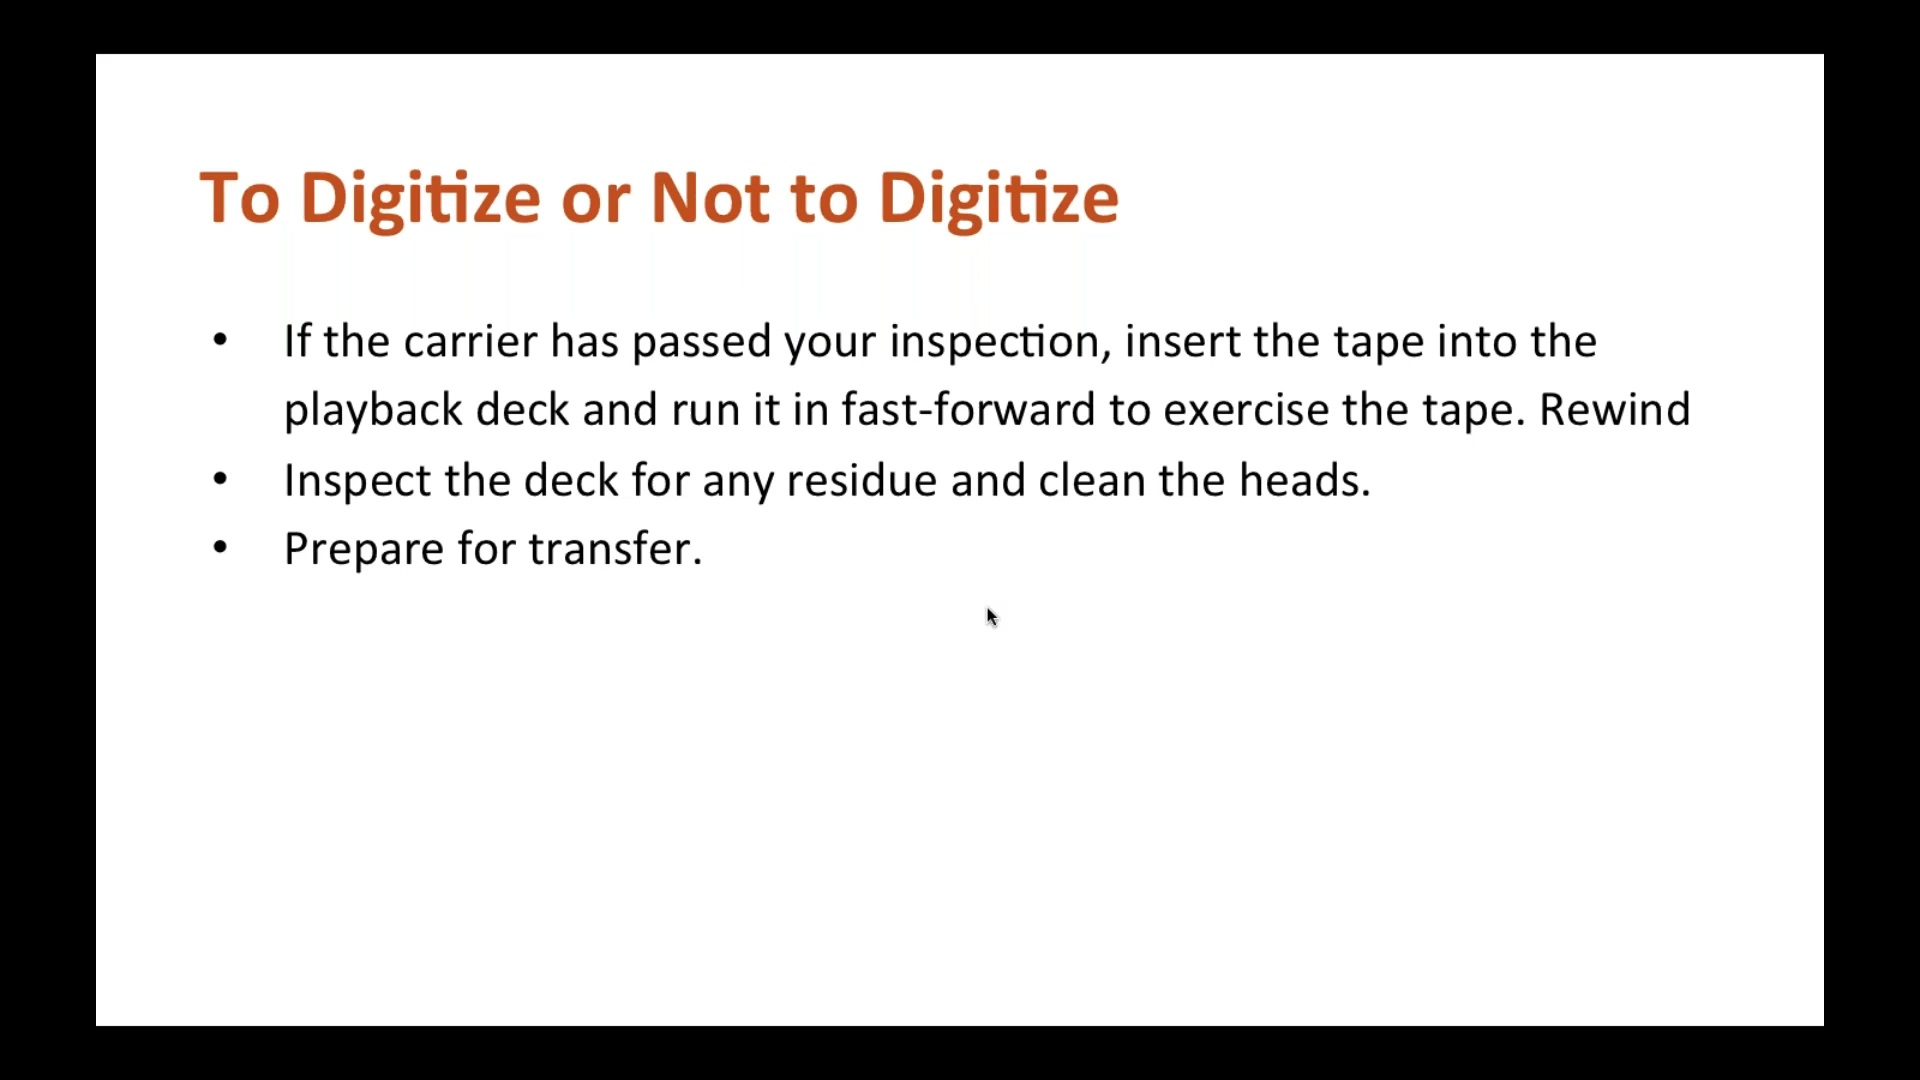 To Digitize or Not to Digitize
• If the carrier has passed your inspection, insert the tape into the
playback deck and run it in fast-forward to exercise the tape. Rewind
• Inspect the deck for any residue and clean the heads.
• Prepare for transfer.